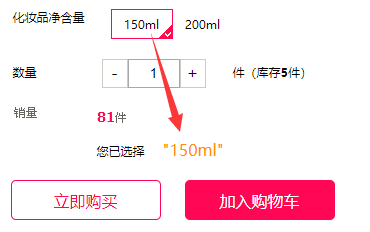 化妆品净含量 150ml 200ml
数量 - 1 + 件（库存5件）
销量 81件
您已选择 "150ml"
立即购买 加入购物车